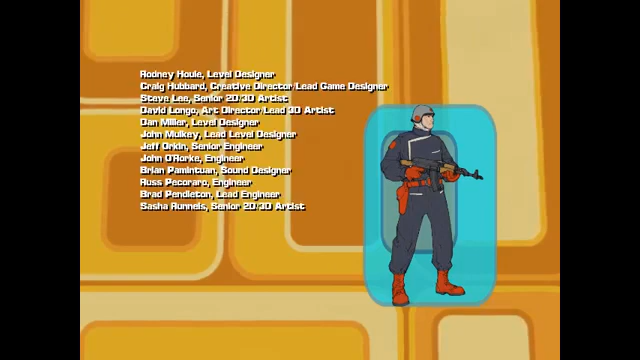 Rodney Houle, Level Designer
Craig Hubbard, Creative Director/Lead Game Designer
Steve Lee, Senior 2D/3D Artist
David Longo, Art Director/Lead 3D Artist
Dan Miller, Level Designer
John Mulkey, Lead Level Designer
Jeff Orkin, Senior Engineer
John O'Rorke, Engineer
Brian Pamintuan, Sound Designer
Russ Pecoraro, Engineer
Brad Pendleton, Lead Engineer
Sasha Runnels, Senior 2D/3D Artist